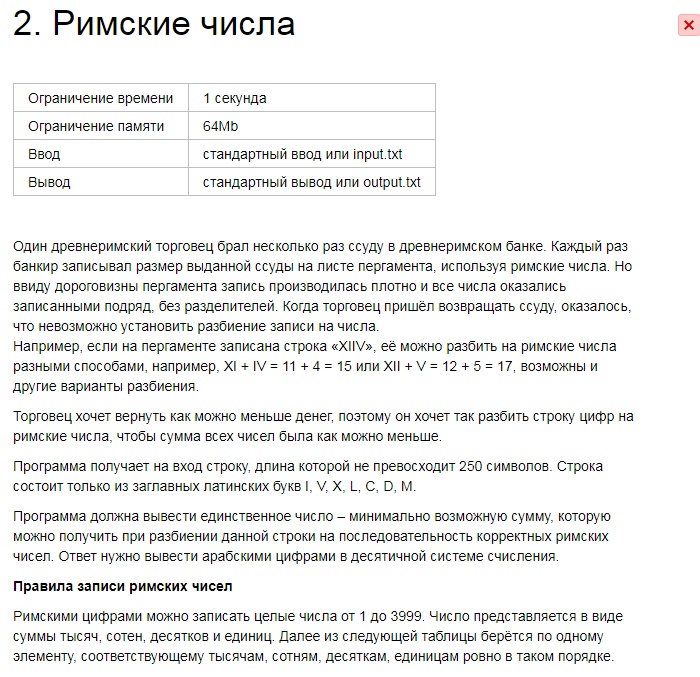 2. Римские числа
Ограничение времени 1 секунда
Ограничение памяти 64Mb
Ввод стандартный ввод или input.txt
Вывод стандартный вывод или output.txt
Один древнеримский торговец брал несколько раз ссуду в древнеримском банке. Каждый раз
банкир записывал размер выданной ссуды на листе пергамента, используя римские числа. Но
ввиду дороговизны пергамента запись производилась плотно и все числа оказались
записанными подряд, без разделителей. Когда торговец пришёл возвращать ссуду, оказалось,
что невозможно установить разбиение записи на числа.
Например, если на пергаменте записана строка «XIIV», её можно разбить на римские числа
разными способами, например, XI + IV = 11 + 4 = 15 или XII + V = 12 + 5 = 17, возможны и
другие варианты разбиения.
Торговец хочет вернуть как можно меньше денег, поэтому он хочет так разбить строку цифр на
римские числа, чтобы сумма всех чисел была как можно меньше.
Программа получает на вход строку, длина которой не превосходит 250 символов. Строка
состоит только из заглавных латинских букв I, V, X, L, C, D, M.
Программа должна вывести единственное число – минимально возможную сумму, которую
можно получить при разбиении данной строки на последовательность корректных римских
чисел. Ответ нужно вывести арабскими цифрами в десятичной системе счисления.
Правила записи римских чисел
Римскими цифрами можно записать целые числа от 1 до 3999. Число представляется в виде
суммы тысяч, сотен, десятков и единиц. Далее из следующей таблицы берётся по одному
элементу, соответствующему тысячам, сотням, десяткам, единицам ровно в таком порядке.